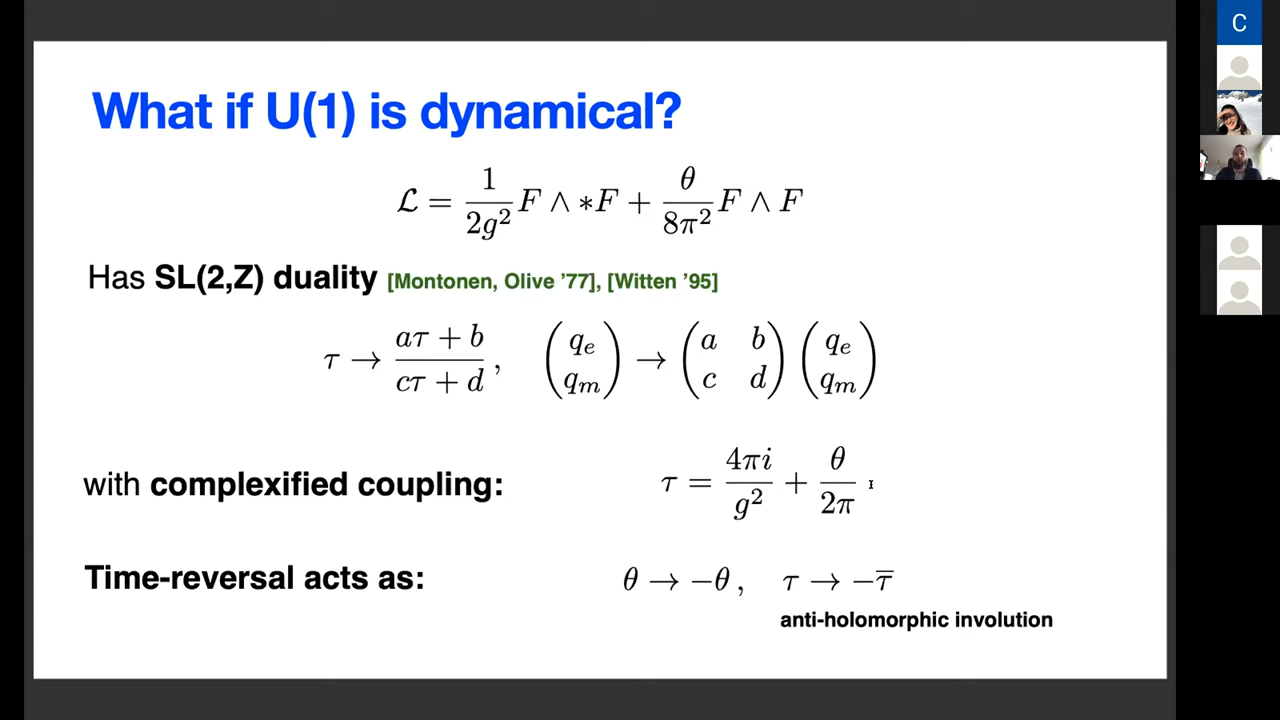 What if U(1) is dynamical?
ℒ = 1/2g² F ∧ ∗F + θ/8π² F ∧ F
Has SL(2,Z) duality [Montonen, Olive ’77], [Witten ’95]
τ → aτ + b / cτ + d , (q_e q_m) → (a b c d) (q_e q_m)
with complexified coupling: τ = 4πi/g² + θ/2π
Time-reversal acts as: θ → −θ , τ → −τ̅
anti-holomorphic involution
C